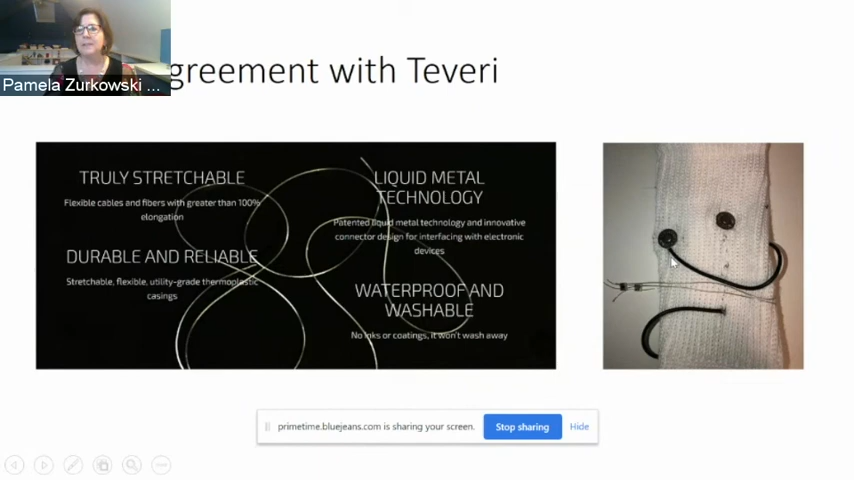 Pamela Zurkowski ...
greement with Teveri
TRULY STRETCHABLE
Flexible cables and fibers with greater than 100%
elongation
DURABLE AND RELIABLE
Stretchable, flexible, utility-grade thermoplastic
casings
LIQUID METAL
TECHNOLOGY
Patented liquid metal technology and innovative
connector design for interfacing with electronic
devices
WATERPROOF AND
WASHABLE
No inks or coatings, it won't wash away
primetime.bluejeans.com is sharing your screen.
Stop sharing
Hide